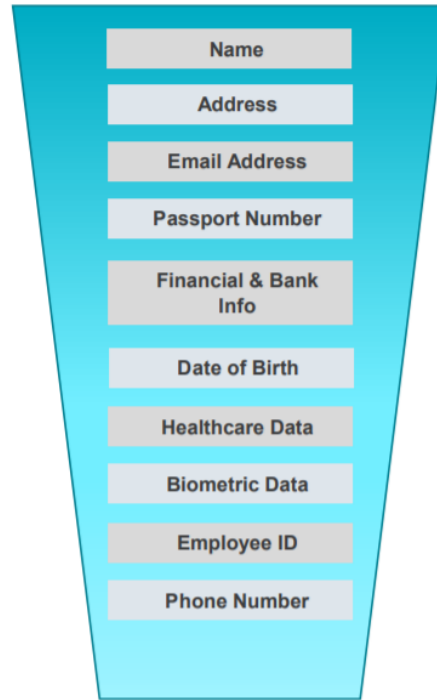 Name
Address
Email Address
Passport Number
Financial & Bank
Info
Date of Birth
Healthcare Data
Biometric Data
Employee ID
Phone Number